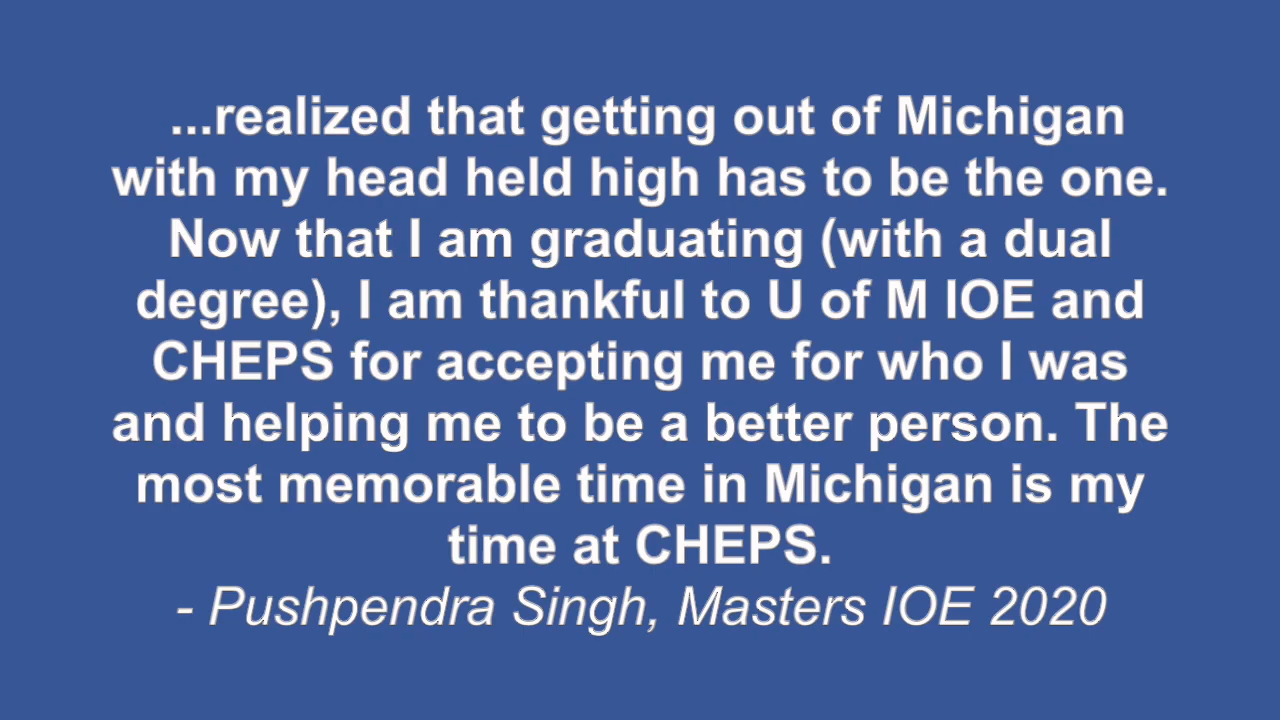 ...realized that getting out of Michigan
with my head held high has to be the one.
Now that I am graduating (with a dual
degree), I am thankful to U of M IOE and
CHEPS for accepting me for who I was
and helping me to be a better person. The
most memorable time in Michigan is my
time at CHEPS.
- Pushpendra Singh, Masters IOE 2020